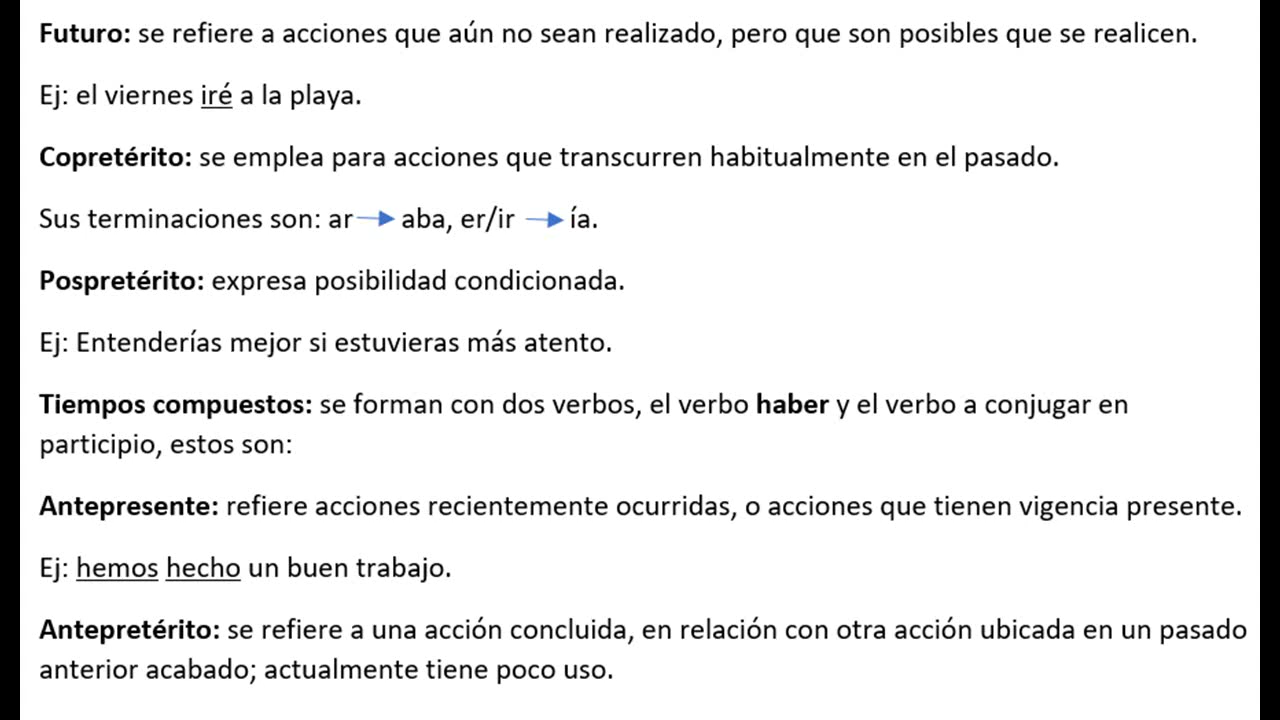 Futuro: se refiere a acciones que aún no sean realizado, pero que son posibles que se realicen.
Ej: el viernes iré a la playa.
Copretérito: se emplea para acciones que transcurren habitualmente en el pasado.
Sus terminaciones son: ar → aba, er/ir → ía.
Pospretérito: expresa posibilidad condicionada.
Ej: Entenderías mejor si estuvieras más atento.
Tiempos compuestos: se forman con dos verbos, el verbo haber y el verbo a conjugar en
participio, estos son:
Antepresente: refiere acciones recientemente ocurridas, o acciones que tienen vigencia presente.
Ej: hemos hecho un buen trabajo.
Antepretérito: se refiere a una acción concluida, en relación con otra acción ubicada en un pasado
anterior acabado; actualmente tiene poco uso.